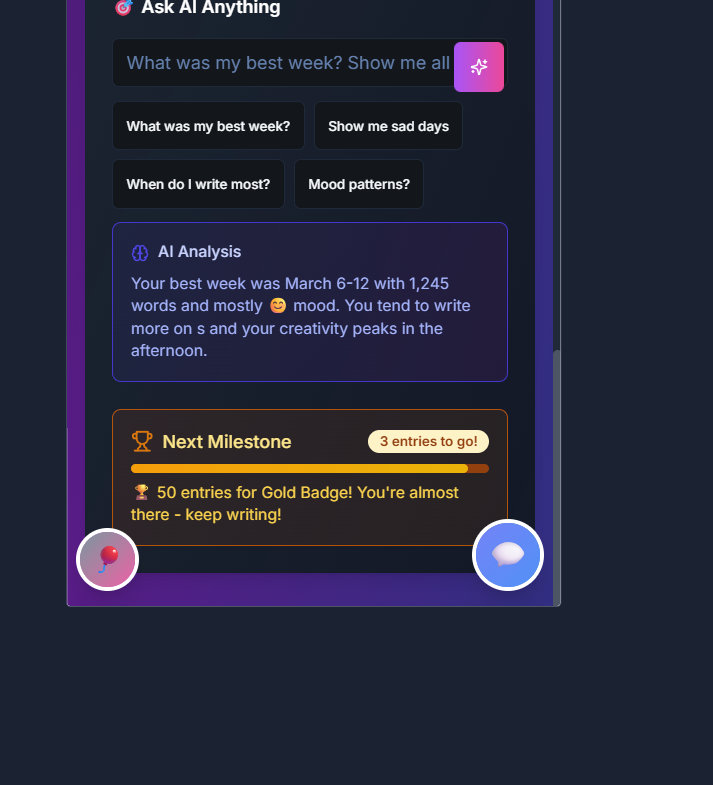 🎯 Ask AI Anything
What was my best week? Show me all
What was my best week?
Show me sad days
When do I write most?
Mood patterns?
AI Analysis
Your best week was March 6-12 with 1,245
words and mostly 😊 mood. You tend to write
more on s and your creativity peaks in the
afternoon.
Next Milestone
3 entries to go!
🏆 50 entries for Gold Badge! You're almost
there - keep writing!